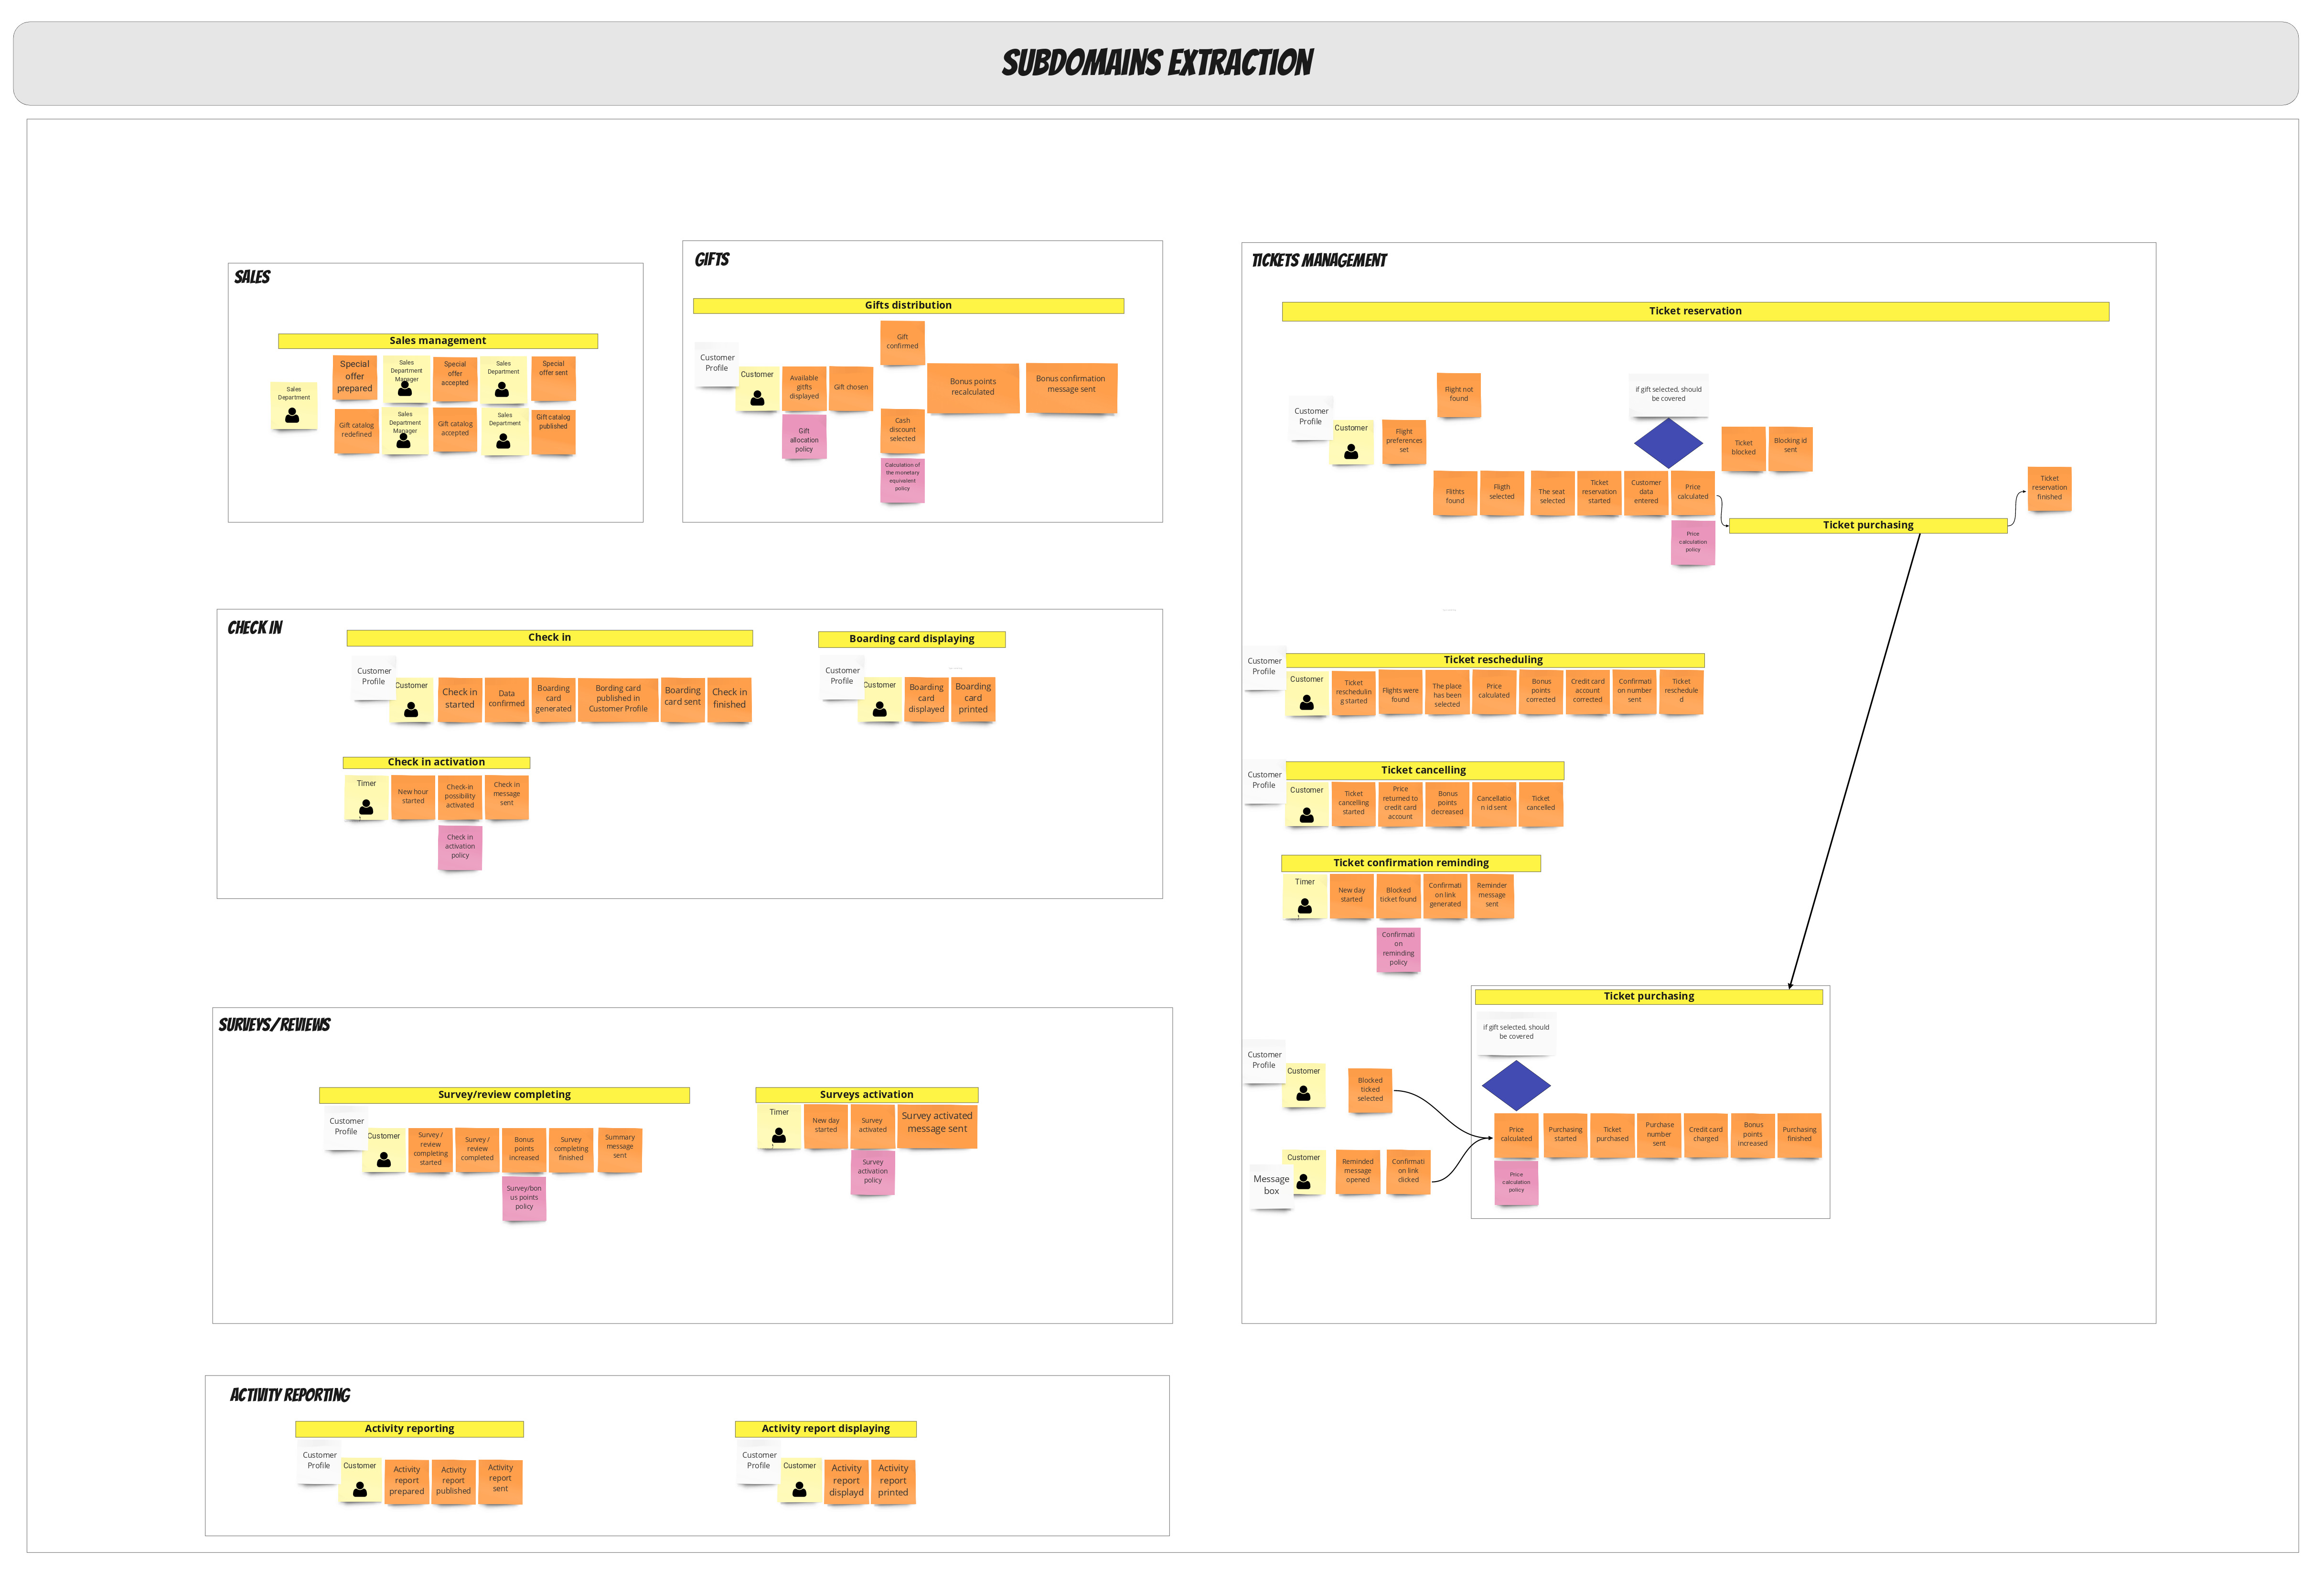 SUBDOMAINS EXTRACTION
SALES
Sales management
Sales
Department
Special
offer
prepared
Sales
Department
Manager
Special
offer
accepted
Sales
Department
Special
offer sent
Gift catalog
redefined
Sales
Department
Manager
Gift catalog
accepted
Sales
Department
Gift catalog
published
GIFTS
Gifts distribution
Customer
Profile
Customer
Available
gitfts
displayed
Gift chosen
Gift
allocation
policy
Gift
confirmed
Cash
discount
selected
Calculation of
the monetary
equivalent
policy
Bonus points
recalculated
Bonus confirmation
message sent
TICKETS MANAGEMENT
Ticket reservation
Customer
Profile
Customer
Flight
preferences
set
Flight not
found
Flithts
found
Fligth
selected
The seat
selected
Ticket
reservation
started
Customer
data
entered
Price
calculated
Price
calculation
policy
if gift selected, should
be covered
Ticket
blocked
Blocking id
sent
Ticket purchasing
Ticket
reservation
finished
CHECK IN
Check in
Customer
Profile
Customer
Check in
started
Data
confirmed
Boarding
card
generated
Bording card
published in
Customer Profile
Boarding
card sent
Check in
finished
Boarding card displaying
Customer
Profile
Customer
Boarding
card
displayed
Boarding
card
printed
Check in activation
Timer
New hour
started
Check-in
possibility
activated
Check in
message
sent
Check in
activation
policy
Ticket rescheduling
Customer
Profile
Customer
Ticket
reschedulin
g started
Flights were
found
The place
has been
selected
Price
calculated
Bonus
points
corrected
Credit card
account
corrected
Confirmati
on number
sent
Ticket
reschedule
d
Ticket cancelling
Customer
Profile
Customer
Ticket
cancelling
started
Price
returned to
credit card
account
Bonus
points
decreased
Cancellatio
n id sent
Ticket
cancelled
Ticket confirmation reminding
Timer
New day
started
Blocked
ticket found
Confirmati
on link
generated
Reminder
message
sent
Confirmati
on
reminding
policy
Ticket purchasing
if gift selected, should
be covered
Customer
Profile
Customer
Blocked
ticked
selected
Message
box
Customer
Reminded
message
opened
Confirmati
on link
clicked
Price
calculated
Purchasing
started
Ticket
purchased
Purchase
number
sent
Credit card
charged
Bonus
points
increased
Purchasing
finished
Price
calculation
policy
SURVEYS/REVIEWS
Survey/review completing
Customer
Profile
Customer
Survey /
review
completing
started
Survey /
review
completed
Bonus
points
increased
Survey
completing
finished
Summary
message
sent
Survey/bon
us points
policy
Surveys activation
Timer
New day
started
Survey
activated
Survey activated
message sent
Survey
activation
policy
ACTIVITY REPORTING
Activity reporting
Customer
Profile
Customer
Activity
report
prepared
Activity
report
published
Activity
report
sent
Activity report displaying
Customer
Profile
Customer
Activity
report
displayd
Activity
report
printed